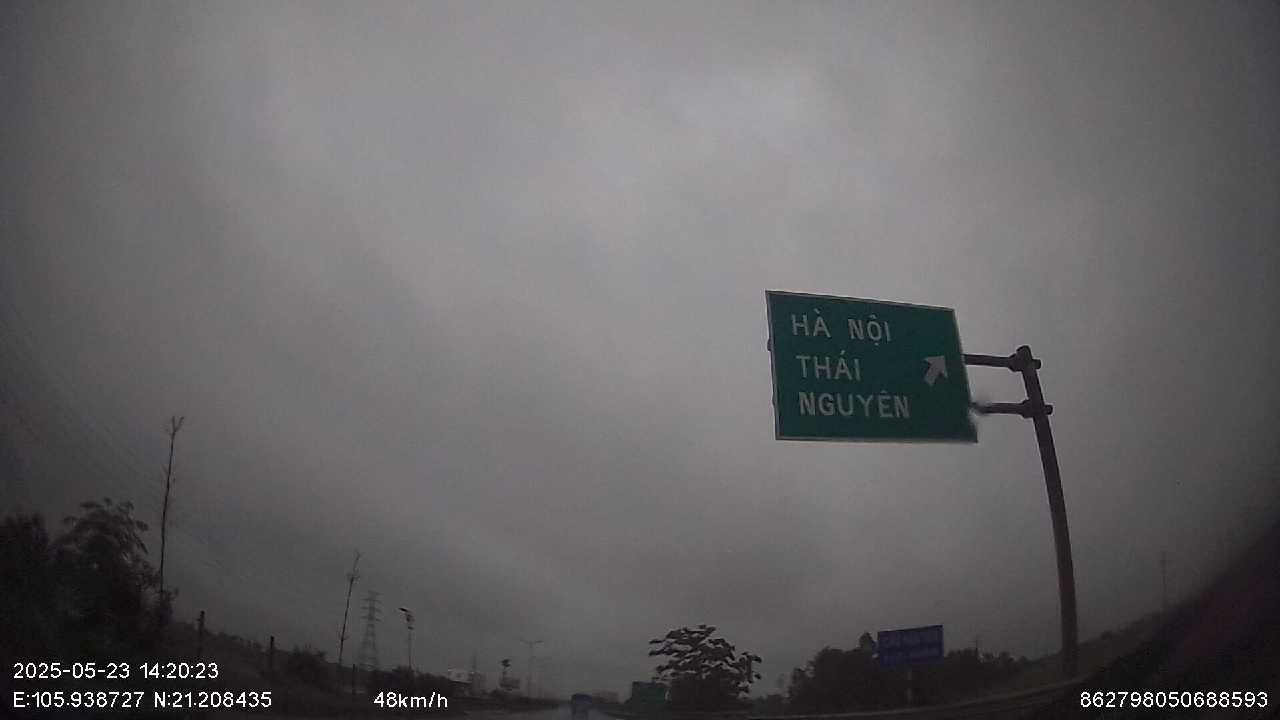 HÀ NỘI
THÁI
NGUYÊN
2025-05-23 14:20:23
E:105.938727 N:21.208435 48km/h 862798050688593